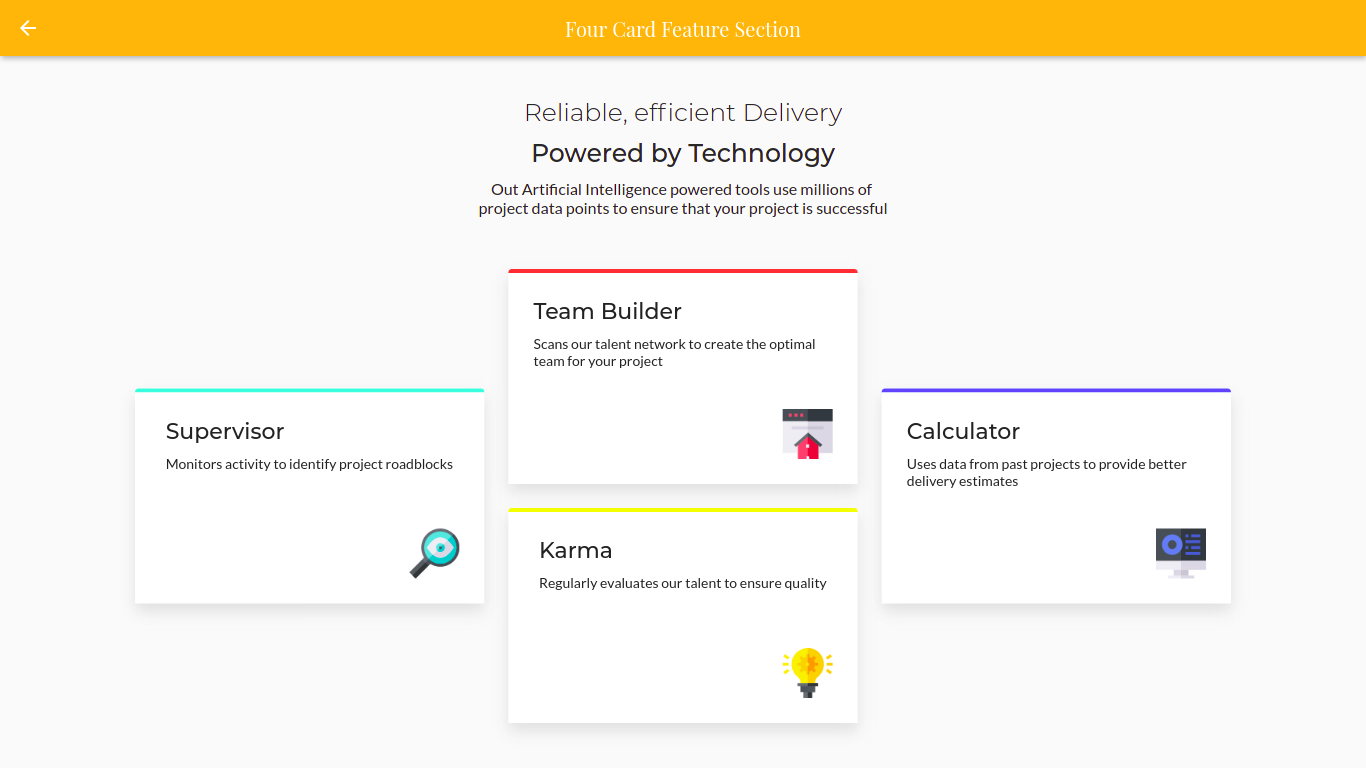 Four Card Feature Section
Reliable, efficient Delivery
Powered by Technology
Out Artificial Intelligence powered tools use millions of
project data points to ensure that your project is successful
Team Builder
Scans our talent network to create the optimal
team for your project
Supervisor
Monitors activity to identify project roadblocks
Calculator
Uses data from past projects to provide better
delivery estimates
Karma
Regularly evaluates our talent to ensure quality